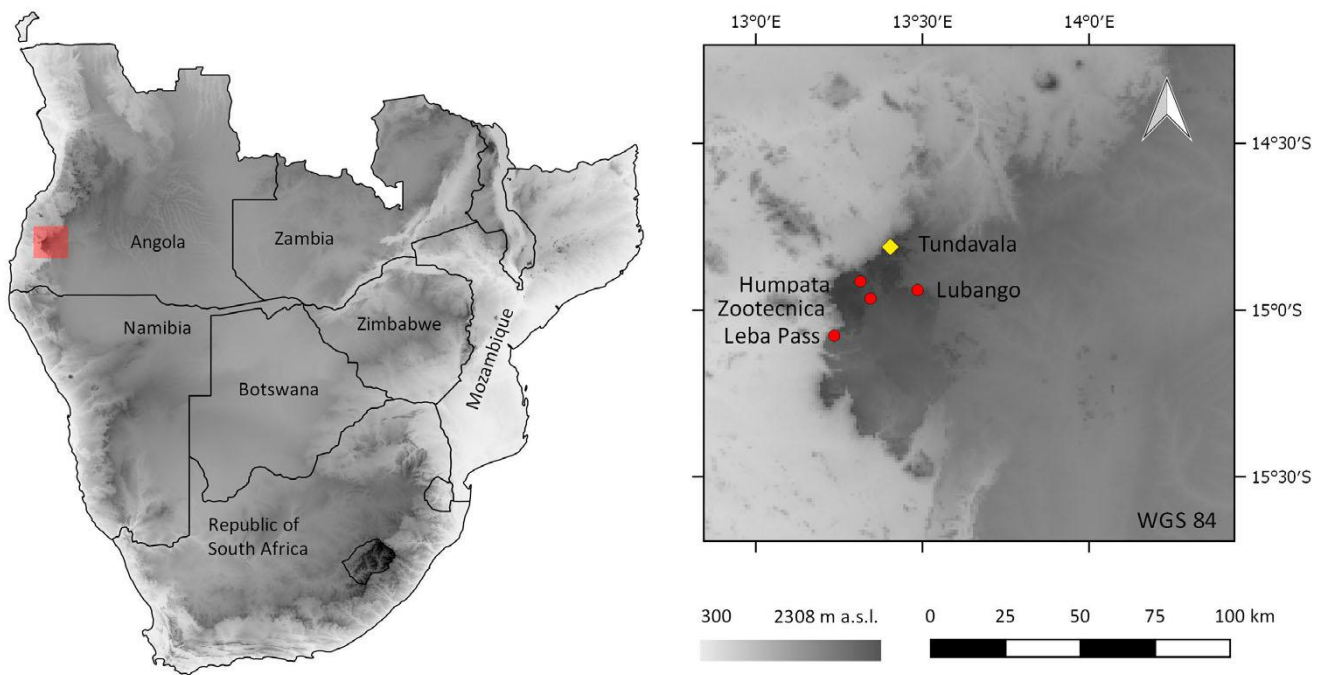 Angola
Zambia
Namibia
Zimbabwe
Botswana
Mozambique
Republic of
South Africa
13°0′E
13°30′E
14°0′E
14°30′S
15°0′S
15°30′S
Tundavala
Humpata
Lubango
Zootecnica
Leba Pass
WGS 84
300
2308 m a.s.l.
0
25
50
75
100 km